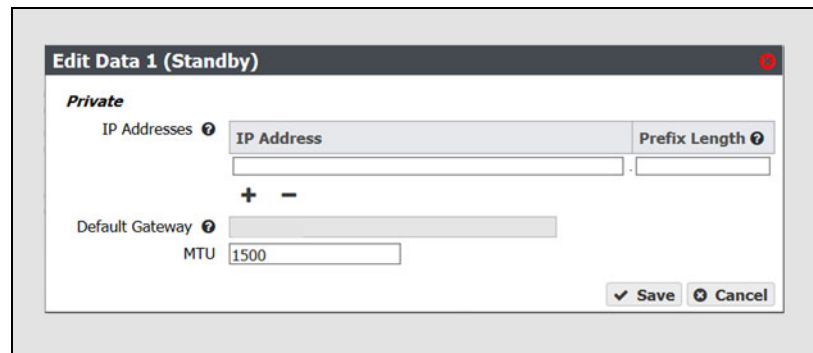 Edit Data 1 (Standby)
Private
IP Addresses
IP Address Prefix Length
.
+ −
Default Gateway
MTU 1500
Save Cancel